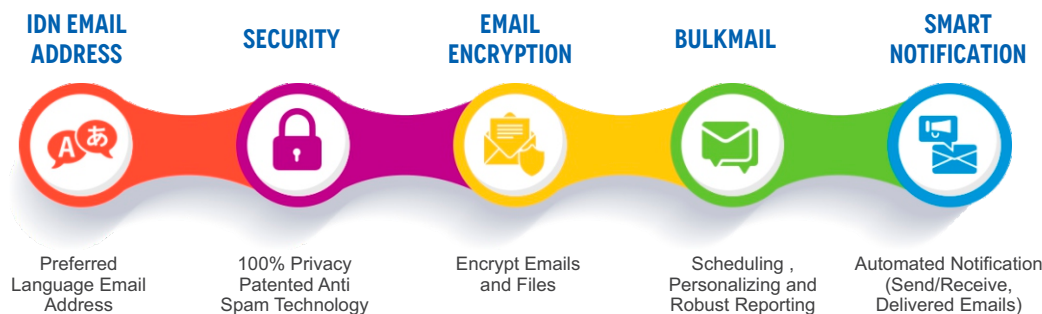 IDN EMAIL
ADDRESS
SECURITY
EMAIL
ENCRYPTION
BULKMAIL
SMART
NOTIFICATION
A あ
Preferred
Language Email
Address
100% Privacy
Patented Anti
Spam Technology
Encrypt Emails
and Files
Scheduling ,
Personalizing and
Robust Reporting
Automated Notification
(Send/Receive,
Delivered Emails)